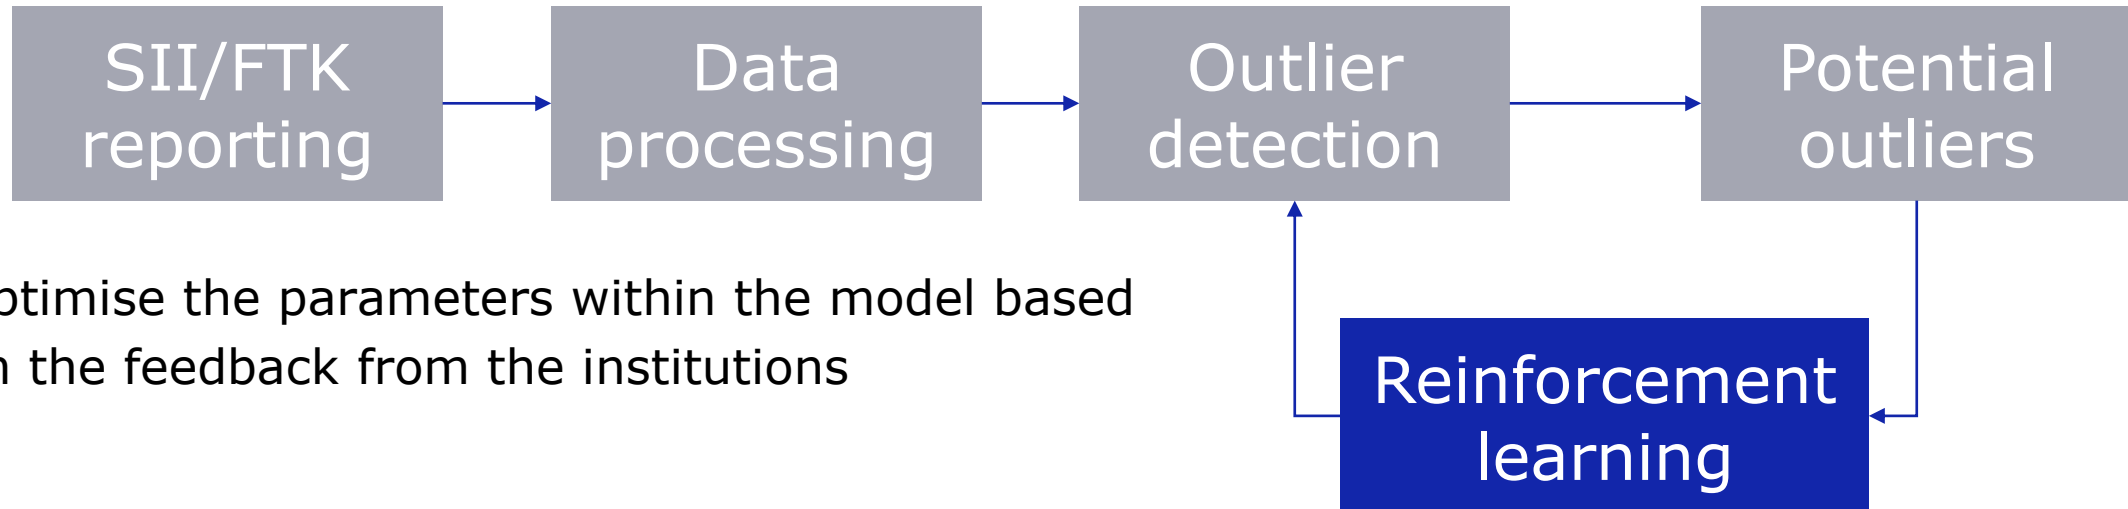 SII/FTK
reporting
Data
processing
Outlier
detection
Potential
outliers
ptimise the parameters within the model based
n the feedback from the institutions
Reinforcement
learning